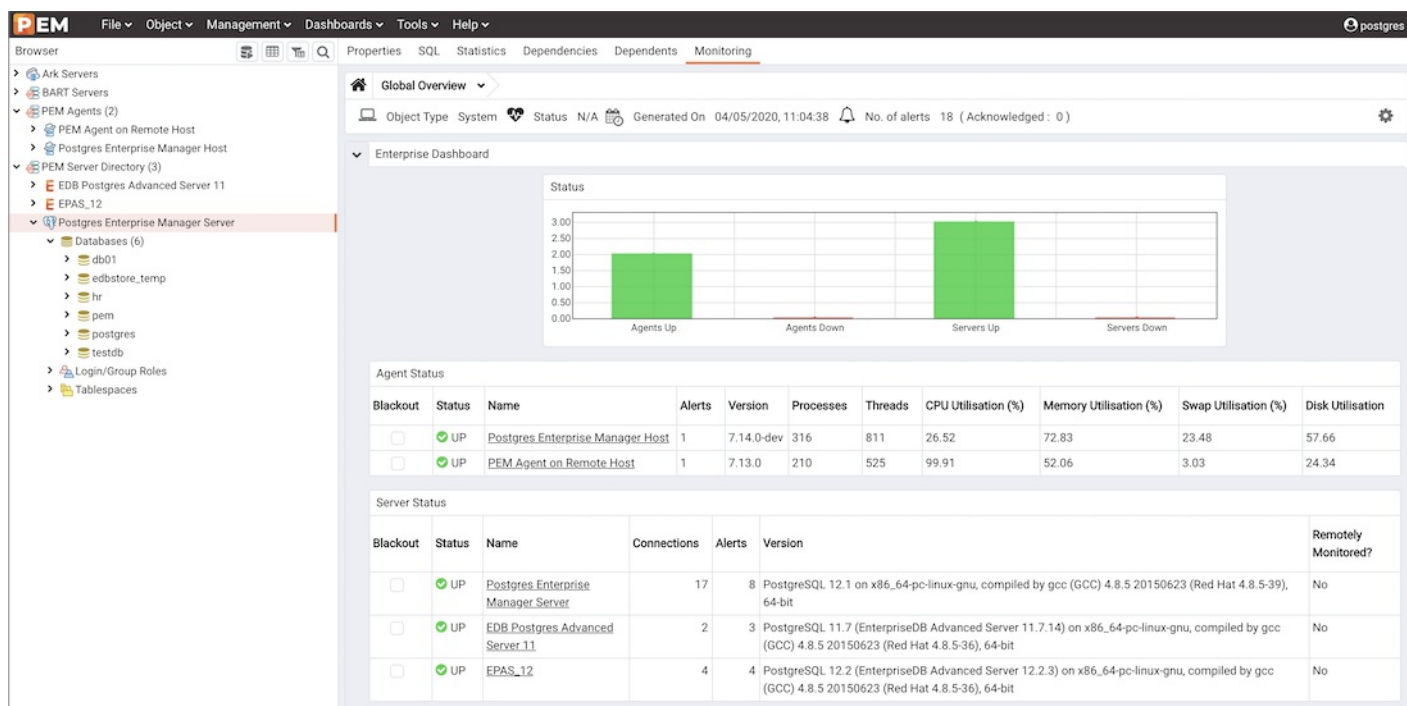 PEM File Object Management Dashboards Tools Help postgres
Browser Properties SQL Statistics Dependencies Dependents Monitoring
Ark Servers
BART Servers
PEM Agents (2)
PEM Agent on Remote Host
Postgres Enterprise Manager Host
PEM Server Directory (3)
EDB Postgres Advanced Server 11
EPAS_12
Postgres Enterprise Manager Server
Databases (6)
db01
edbstore_temp
hr
pem
postgres
testdb
Login/Group Roles
Tablespaces
Global Overview
Object Type System Status N/A Generated On 04/05/2020, 11:04:38 No. of alerts 18 (Acknowledged: 0)
Enterprise Dashboard
Status
3.00
2.50
2.00
1.50
1.00
0.50
0.00
Agents Up Agents Down Servers Up Servers Down
Agent Status
Blackout Status Name Alerts Version Processes Threads CPU Utilisation (%) Memory Utilisation (%) Swap Utilisation (%) Disk Utilisation
UP Postgres Enterprise Manager Host 1 7.14.0-dev 316 811 26.52 72.83 23.48 57.66
UP PEM Agent on Remote Host 1 7.13.0 210 525 99.91 52.06 3.03 24.34
Server Status
Blackout Status Name Connections Alerts Version Remotely
Monitored?
UP Postgres Enterprise 17 8 PostgreSQL 12.1 on x86_64-pc-linux-gnu, compiled by gcc (GCC) 4.8.5 20150623 (Red Hat 4.8.5-39), No
Manager Server 64-bit
UP EDB Postgres Advanced 2 3 PostgreSQL 11.7 (EnterpriseDB Advanced Server 11.7.14) on x86_64-pc-linux-gnu, compiled by gcc No
Server 11 (GCC) 4.8.5 20150623 (Red Hat 4.8.5-36), 64-bit
UP EPAS_12 4 4 PostgreSQL 12.2 (EnterpriseDB Advanced Server 12.2.3) on x86_64-pc-linux-gnu, compiled by gcc No
(GCC) 4.8.5 20150623 (Red Hat 4.8.5-36), 64-bit